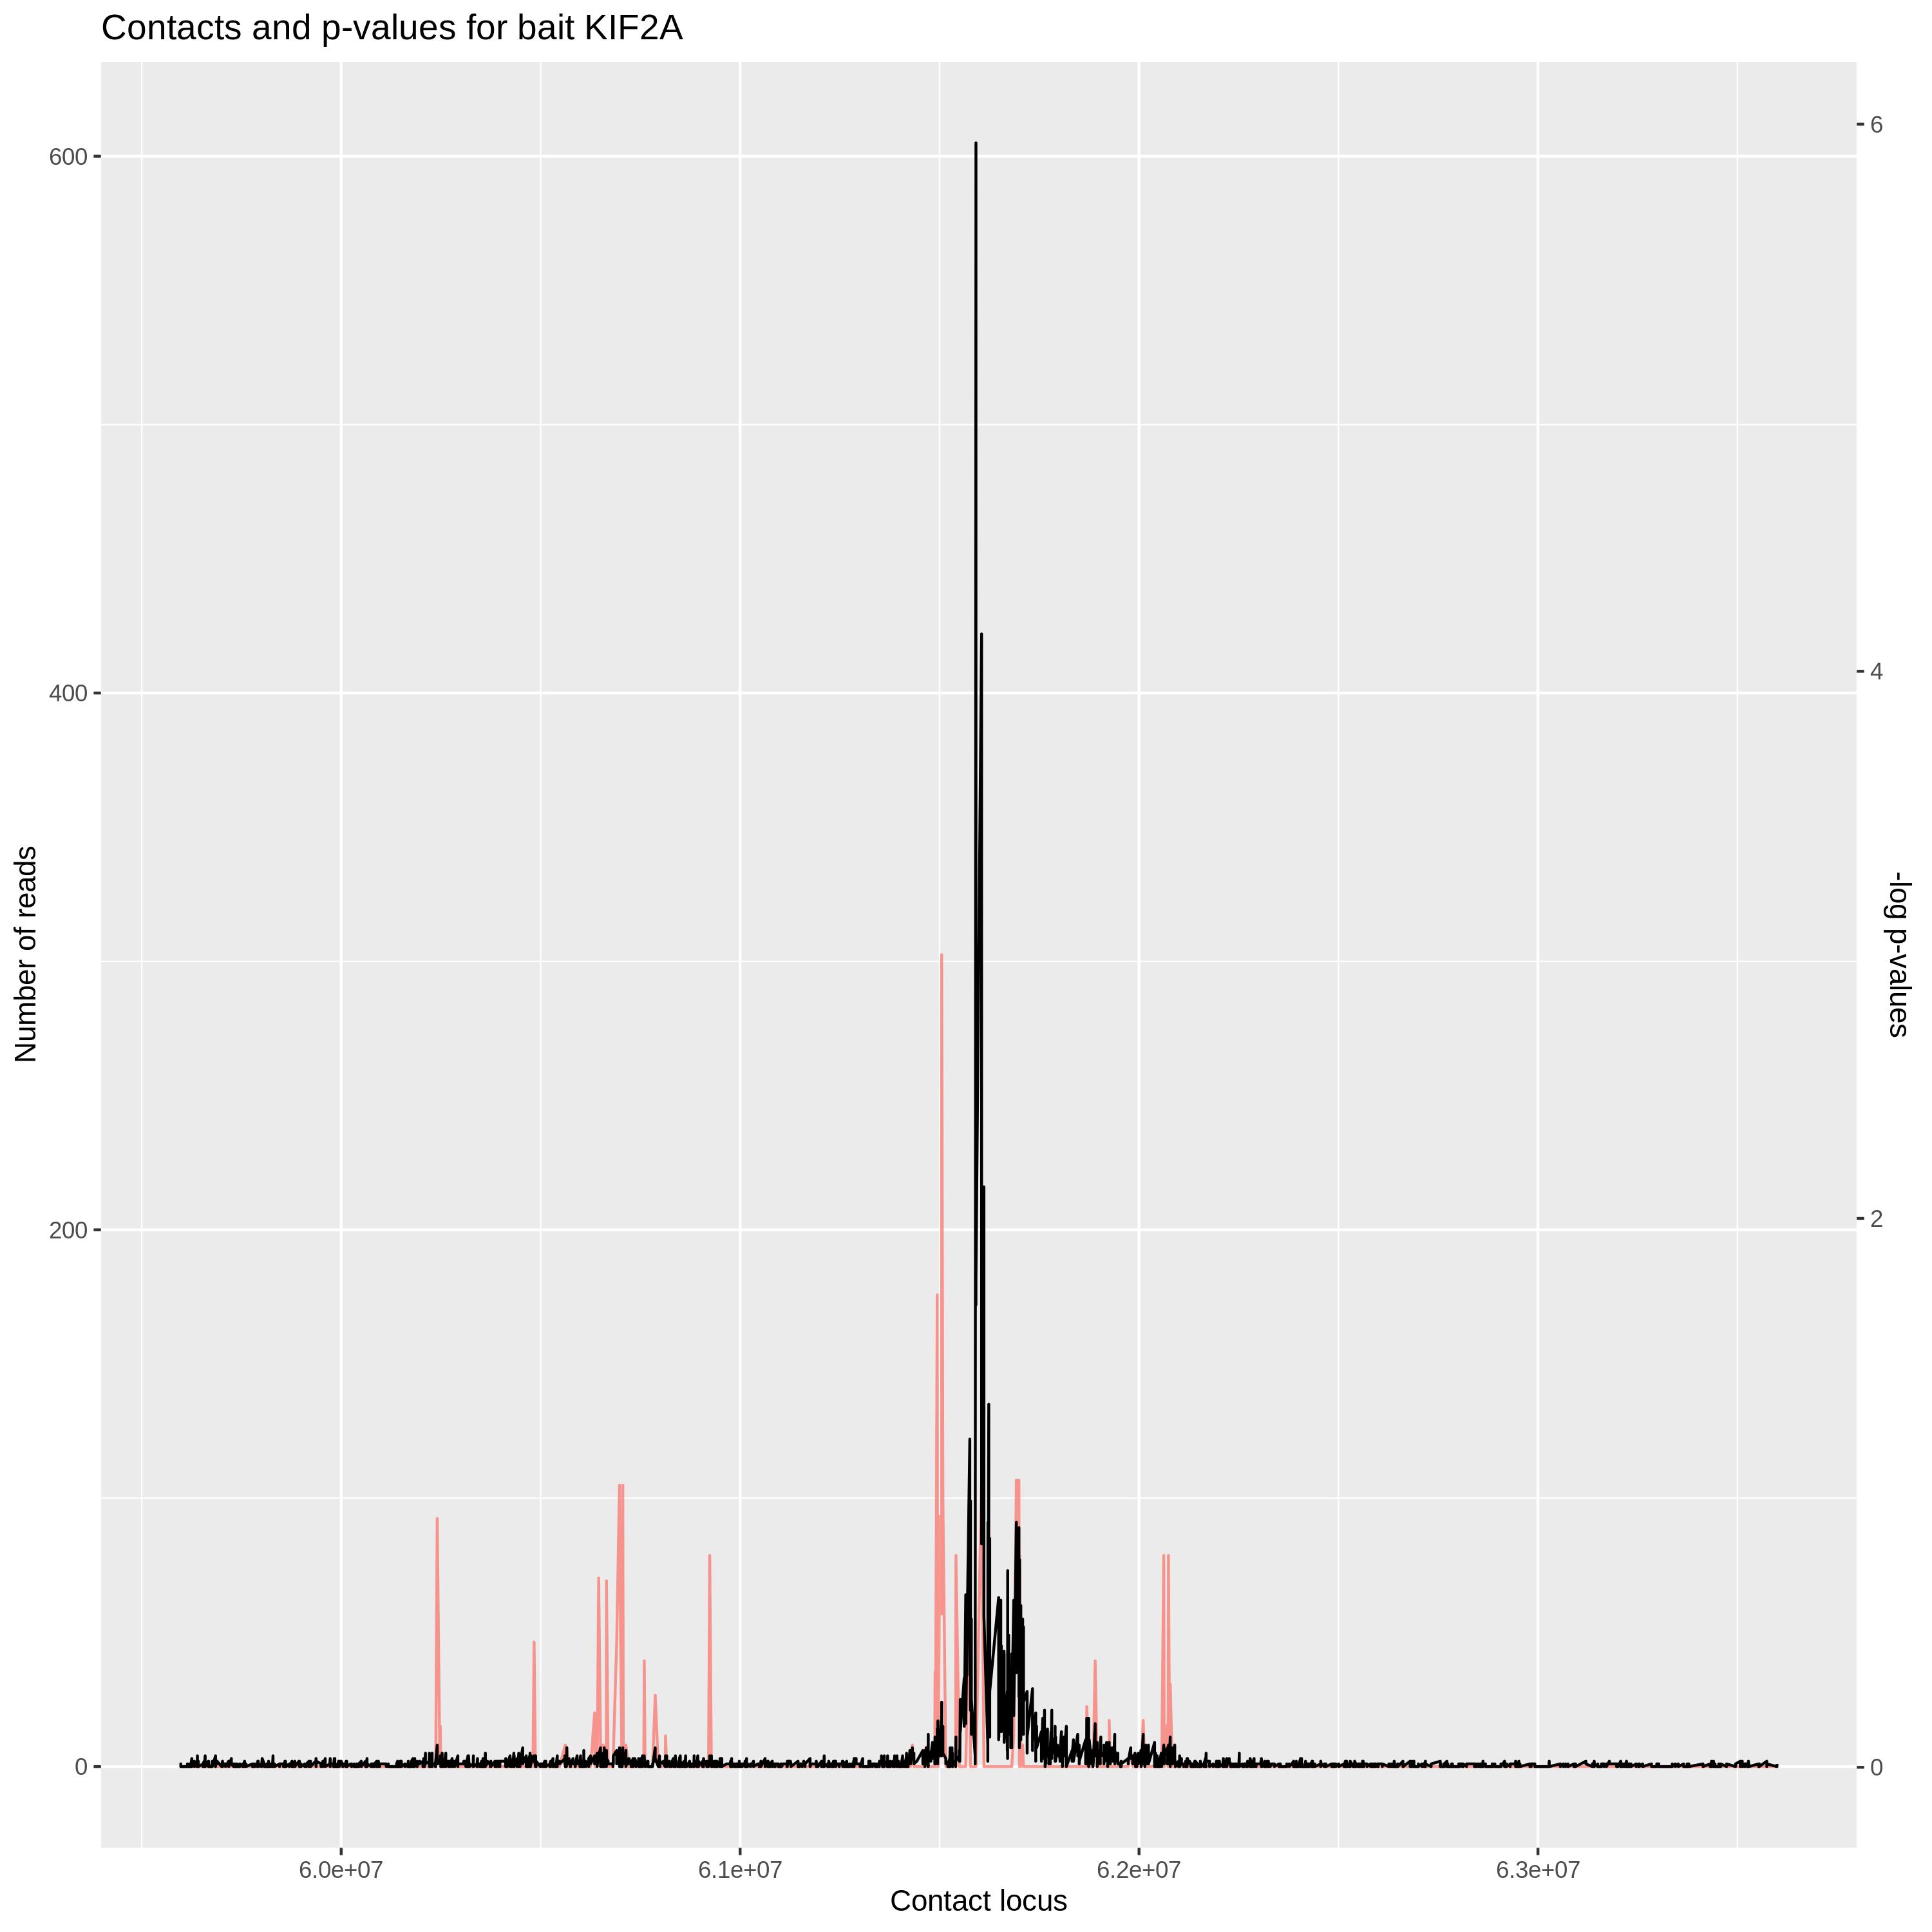 Contacts and p-values for bait KIF2A
600
400
200
0
6
4
2
0
Number of reads
-log p-values
6.0e+07
6.1e+07
6.2e+07
6.3e+07
Contact locus